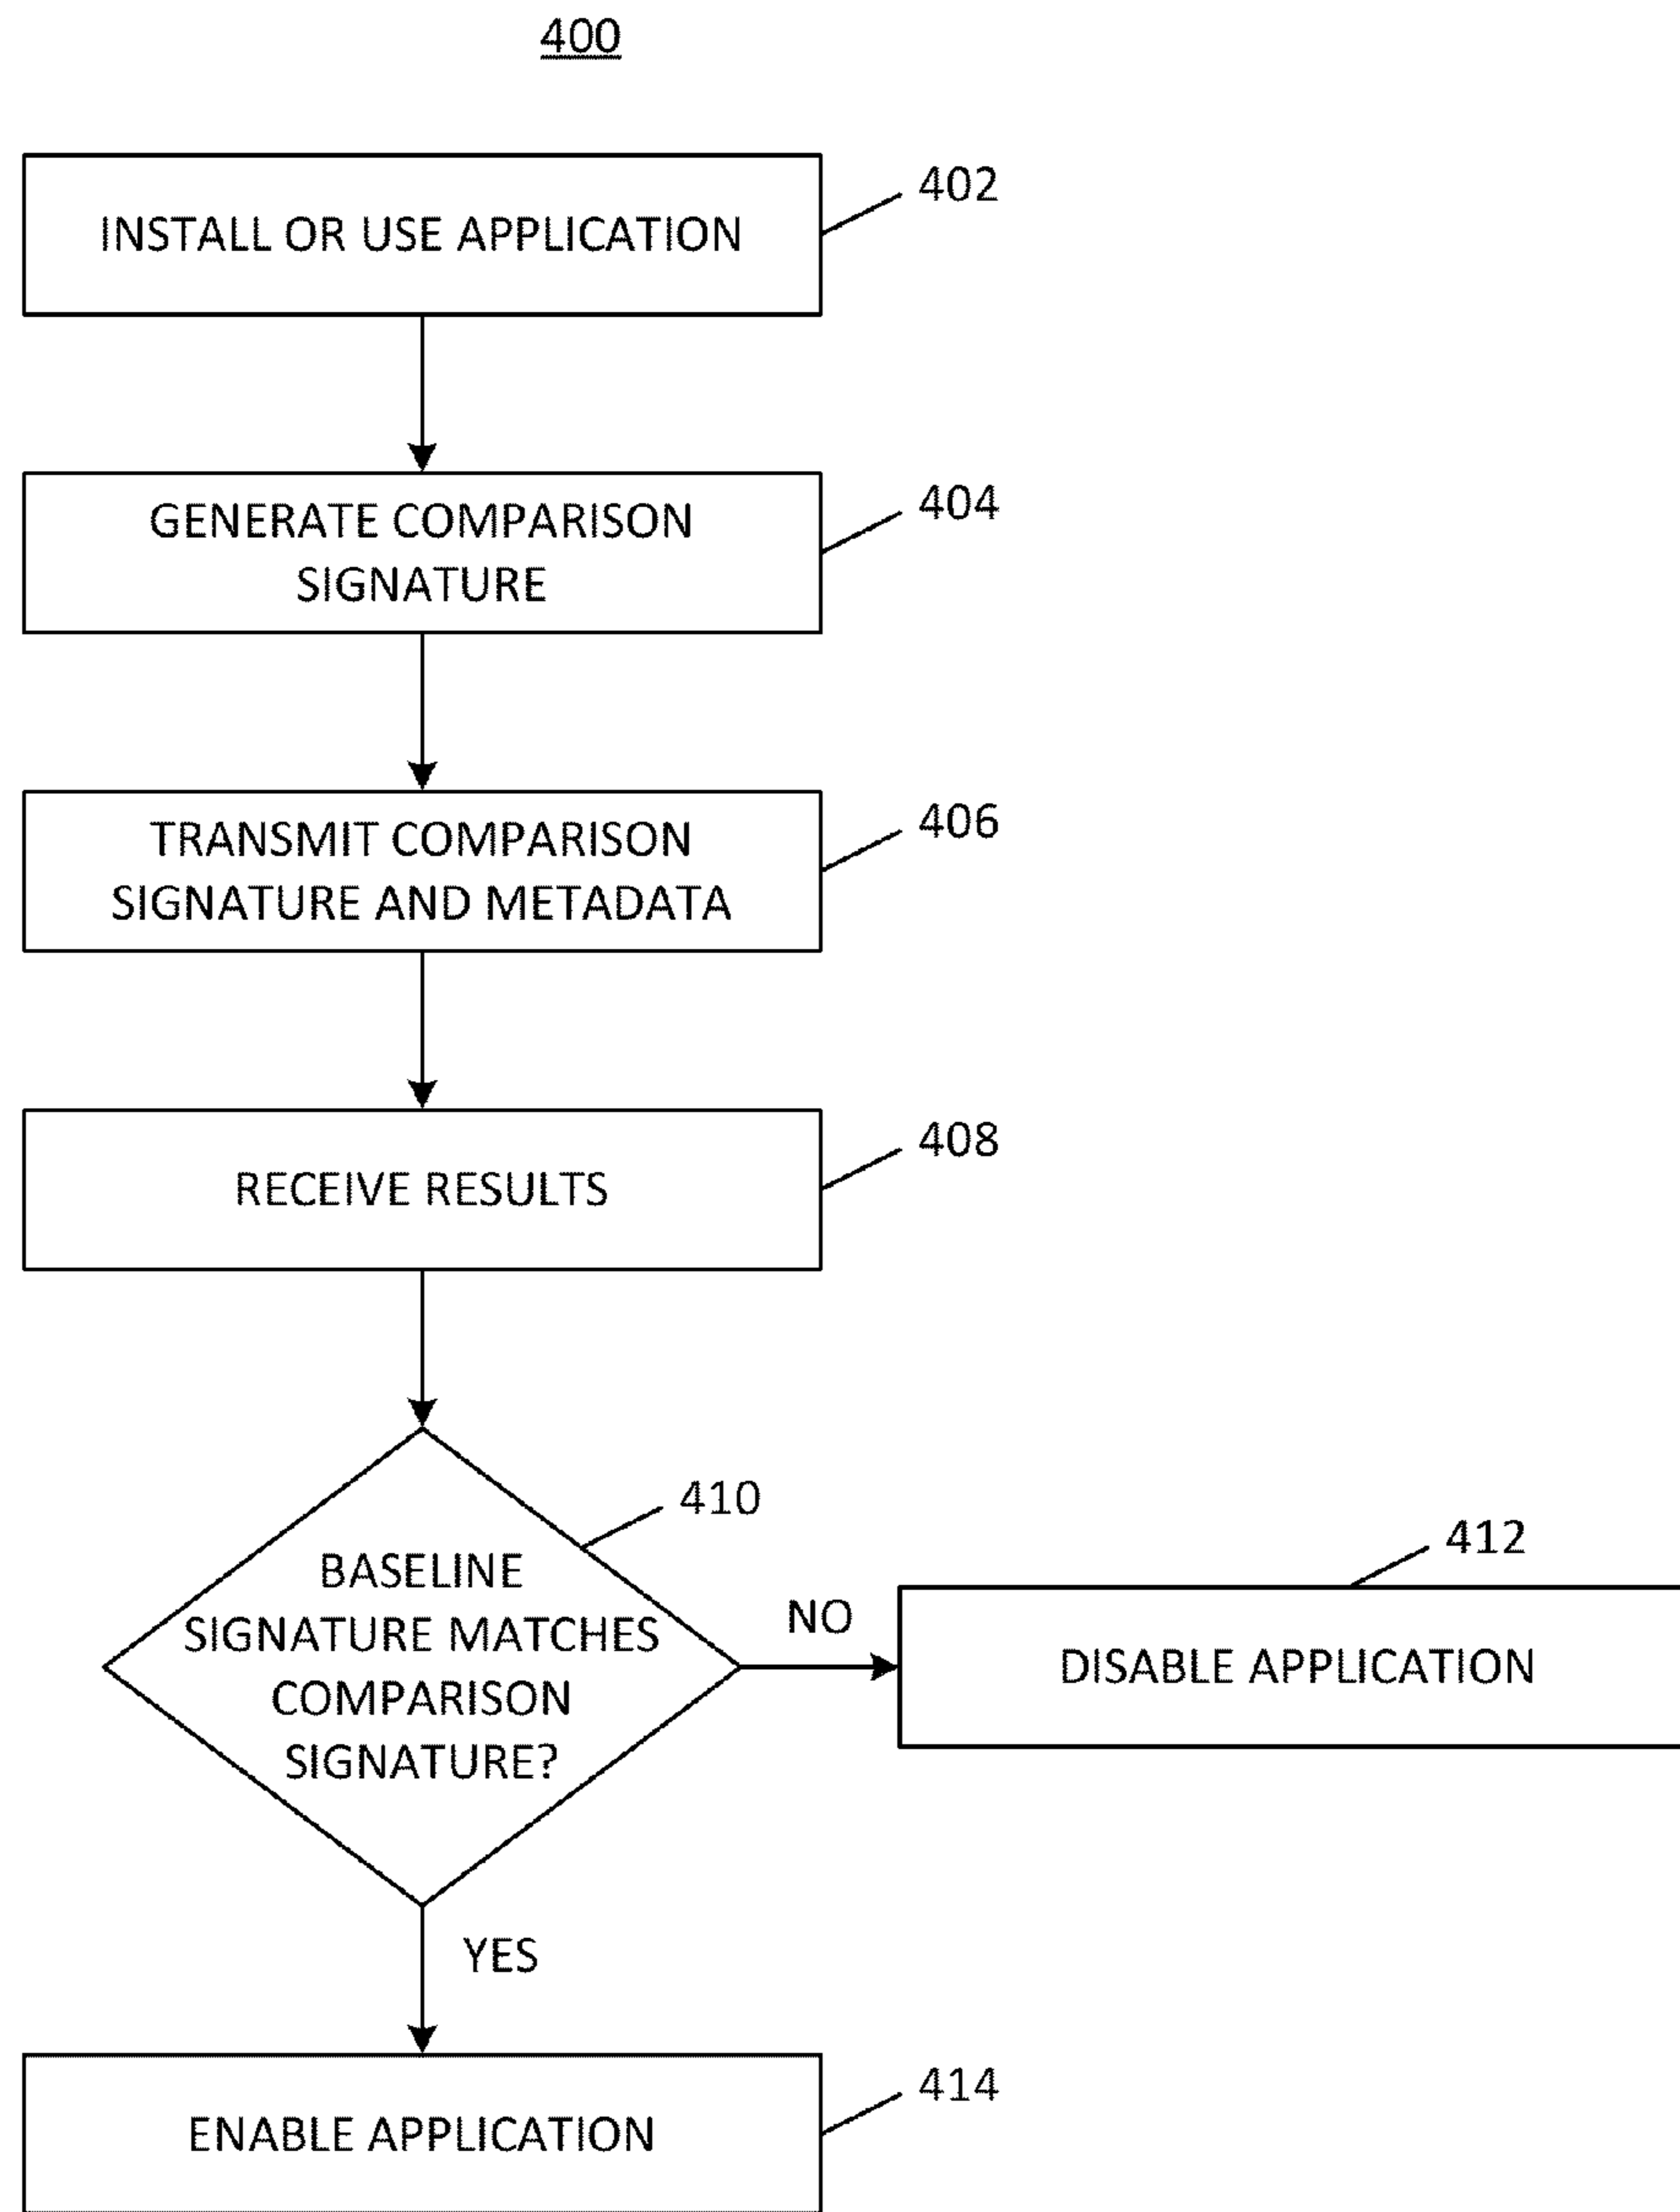 400
INSTALL OR USE APPLICATION
402
GENERATE COMPARISON
SIGNATURE
404
TRANSMIT COMPARISON
SIGNATURE AND METADATA
406
RECEIVE RESULTS
408
BASELINE
SIGNATURE MATCHES
COMPARISON
SIGNATURE?
410
NO
412
DISABLE APPLICATION
YES
ENABLE APPLICATION
414